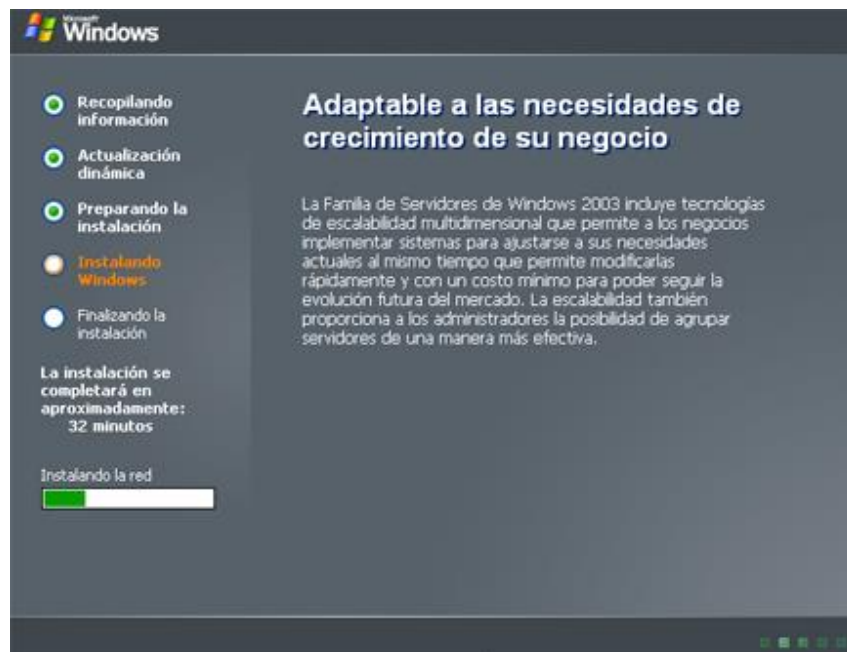 Microsoft
Windows
Recopilando
información
Actualización
dinámica
Preparando la
instalación
Instalando
Windows
Finalizando la
instalación
La instalación se
completará en
aproximadamente:
32 minutos
Instalando la red
Adaptable a las necesidades de
crecimiento de su negocio
La Familia de Servidores de Windows 2003 incluye tecnologías
de escalabilidad multidimensional que permite a los negocios
implementar sistemas para ajustarse a sus necesidades
actuales al mismo tiempo que permite modificarlas
rápidamente y con un costo mínimo para poder seguir la
evolución futura del mercado. La escalabilidad también
proporciona a los administradores la posibilidad de agrupar
servidores de una manera más efectiva.